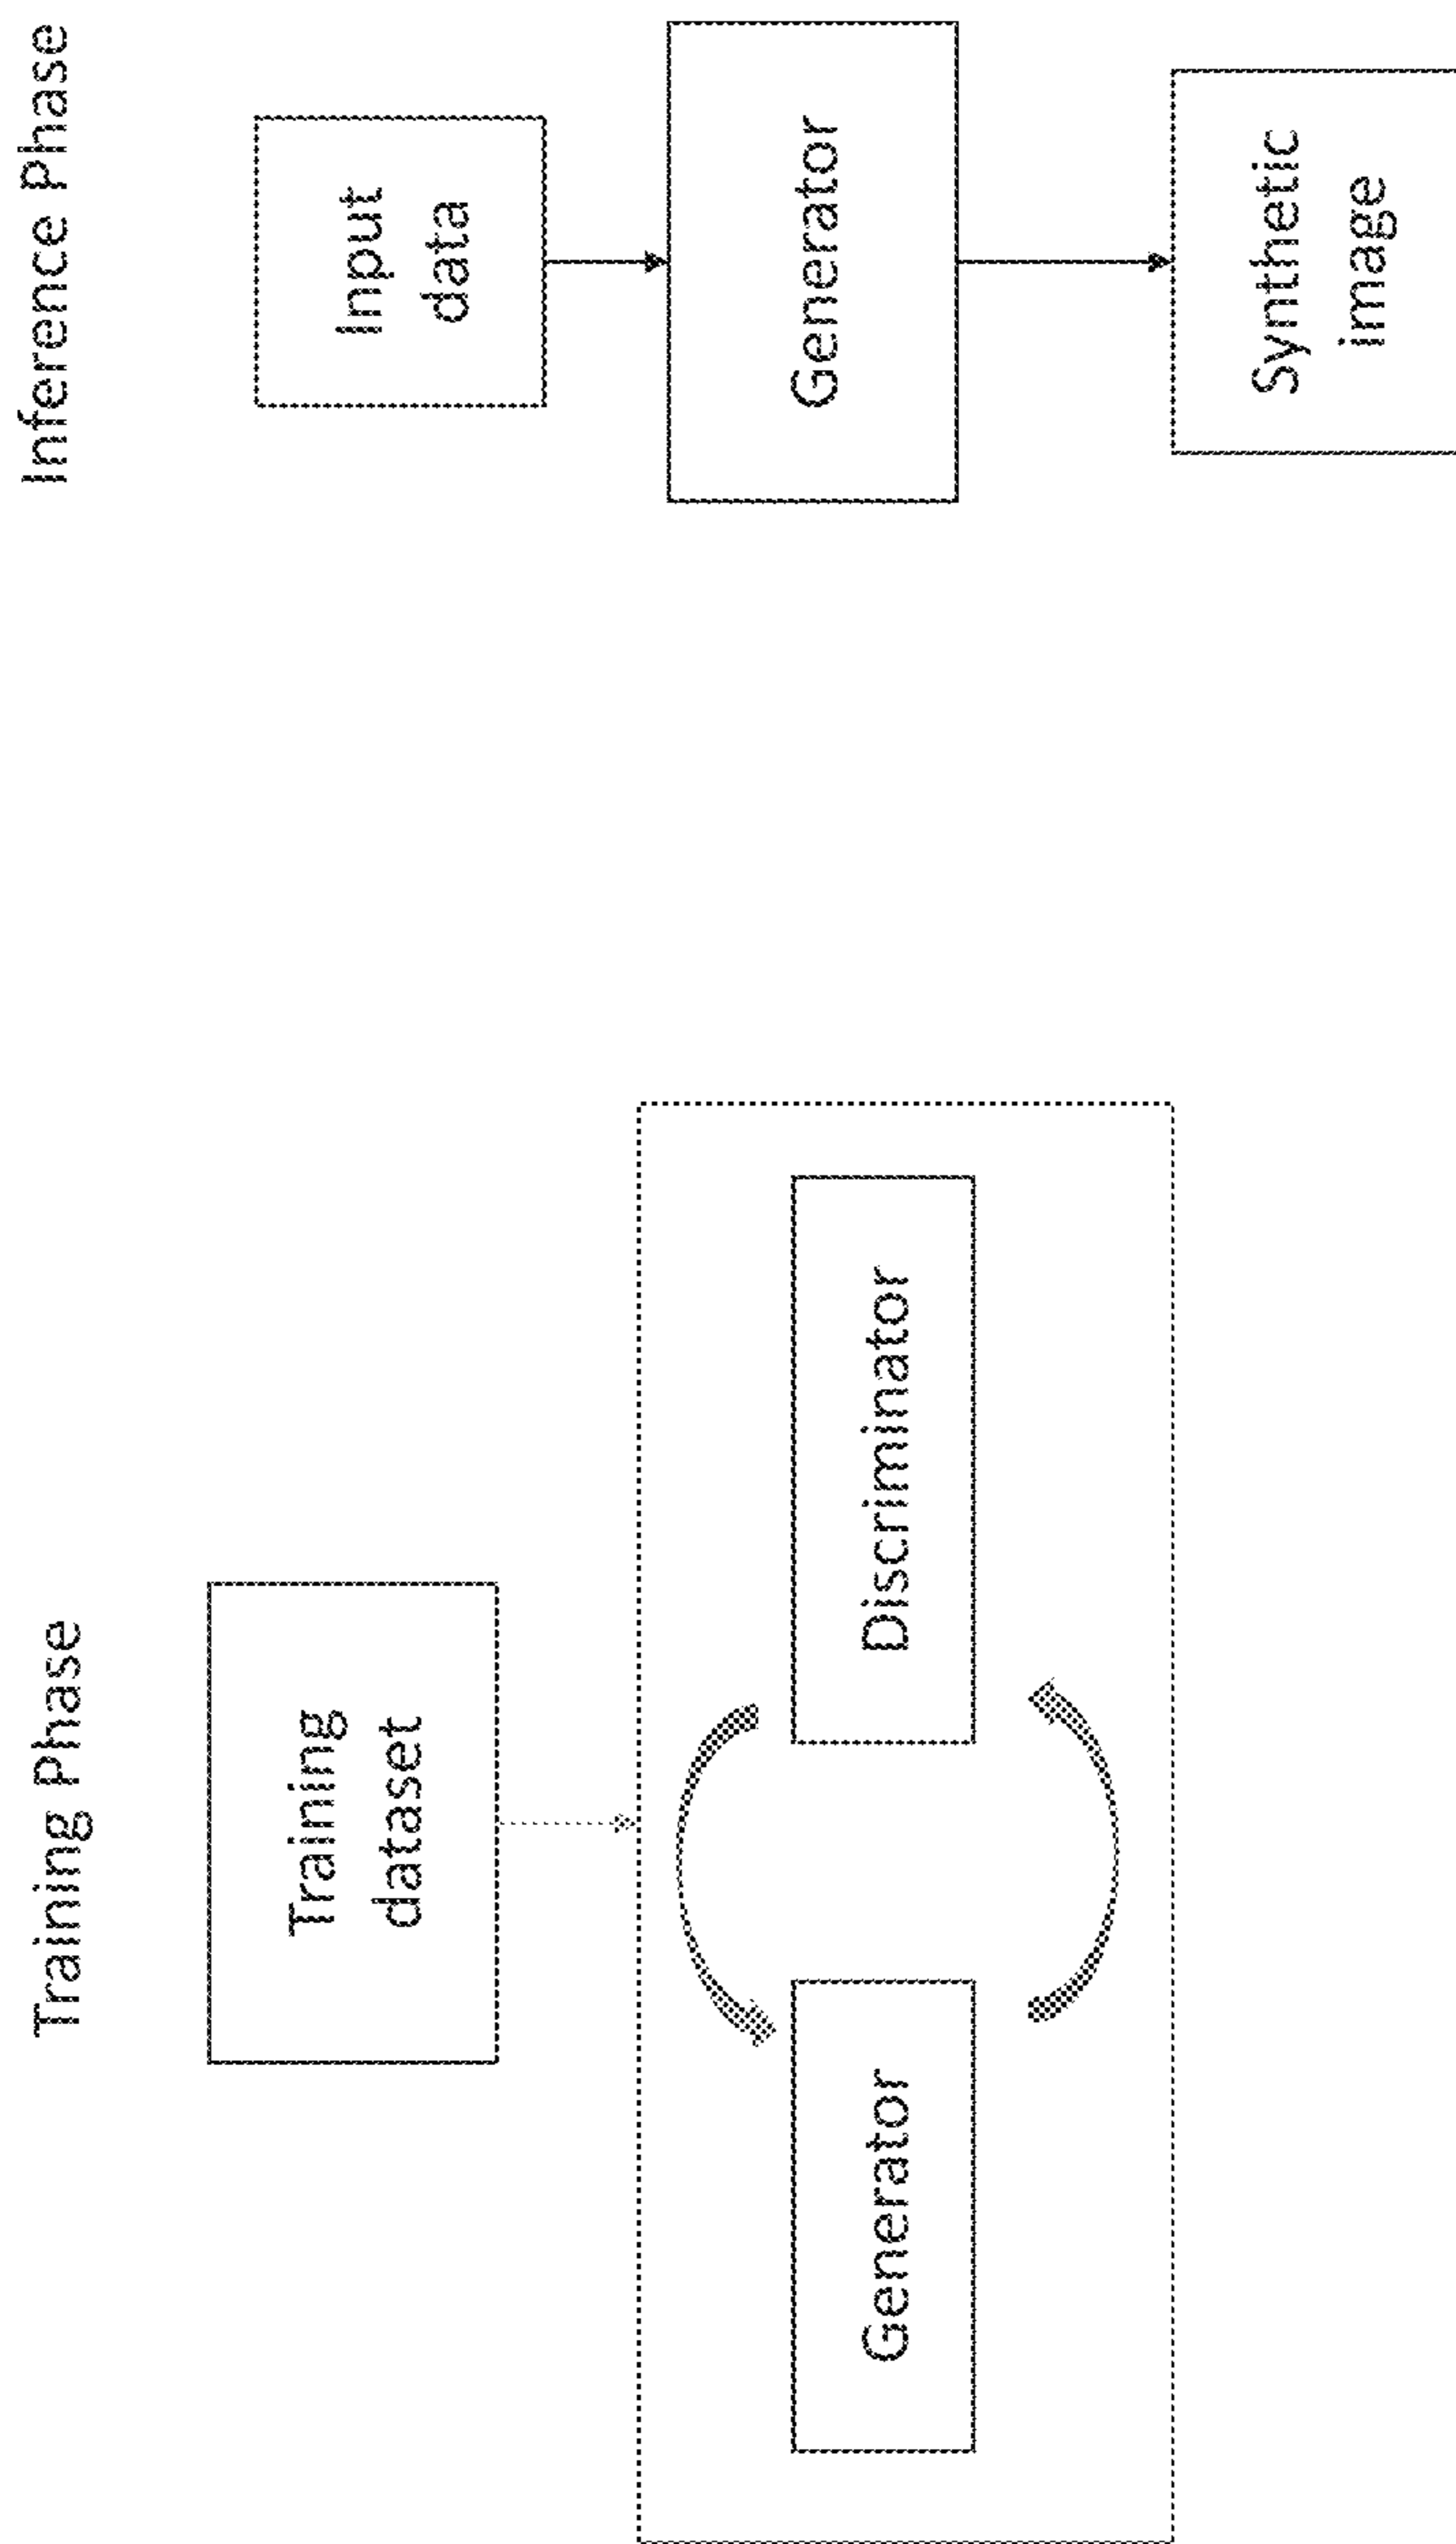 Training Phase
Training
dataset
Generator
Discriminator
Inference Phase
Input
data
Generator
Synthetic
image